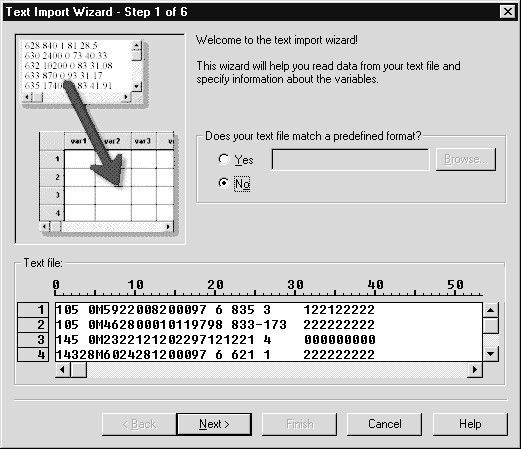 Text Import Wizard - Step 1 of 6
628 840 1 81 28.5
630 2400 0 73 40.33
632 10200 0 83 31.08
633 870 0 93 31.17
635 17400 0 83 41.91
var1 var2 var3
1
2
3
4
Welcome to the text import wizard!
This wizard will help you read data from your text file and
specify information about the variables.
Does your text file match a predefined format?
Yes
Browse...
No
Text file:
0 10 20 30 40 50
1 105 0M5922008200097 6 835 3 122122222
2 105 0M462800010119798 833-173 222222222
3 145 0M2322121202297121221 4 000000000
4 14328M6024281200097 6 621 1 222222222
< Back Next > Finish Cancel Help